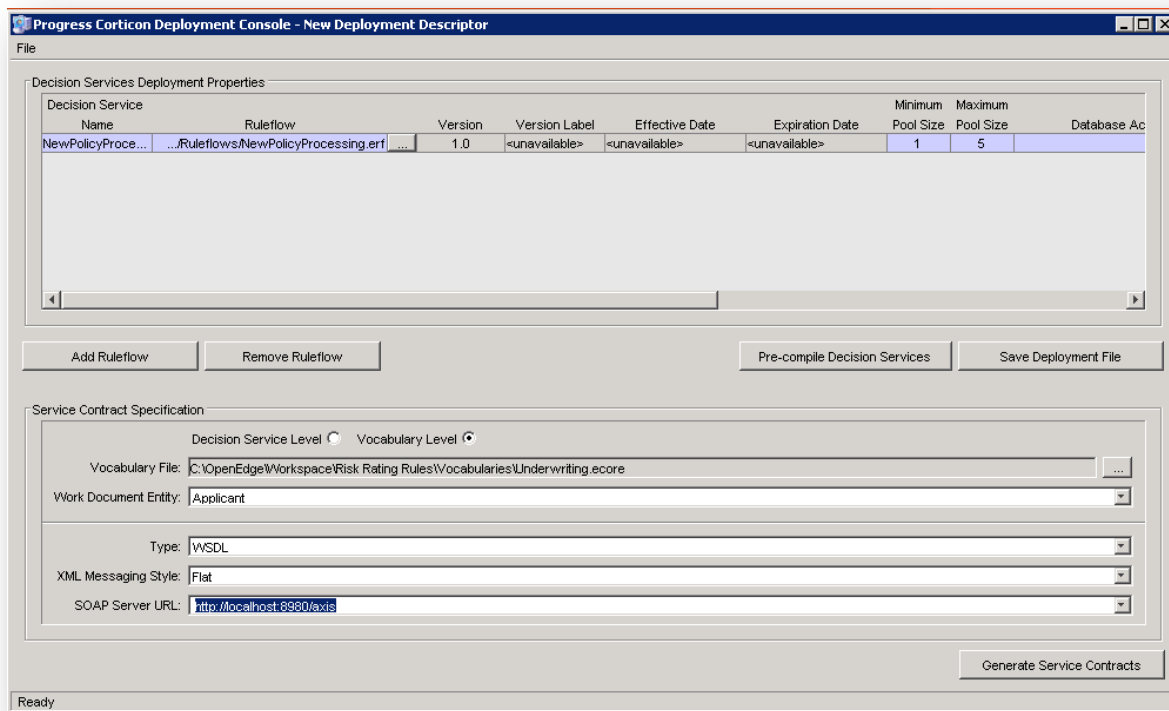 Progress Corticon Deployment Console - New Deployment Descriptor
File
Decision Services Deployment Properties
Decision Service Minimum Maximum
Name Ruleflow Version Version Label Effective Date Expiration Date Pool Size Pool Size Database Ac
NewPolicyProce... .../Ruleflows/NewPolicyProcessing.erf ... 1.0 <unavailable> <unavailable> <unavailable> 1 5
Add Ruleflow Remove Ruleflow Pre-compile Decision Services Save Deployment File
Service Contract Specification
Decision Service Level Vocabulary Level
Vocabulary File: C:\OpenEdge\Workspace\Risk Rating Rules\Vocabularies\Underwriting.ecore ...
Work Document Entity: Applicant
Type: WSDL
XML Messaging Style: Flat
SOAP Server URL: http://localhost:8980/axis
Generate Service Contracts
Ready